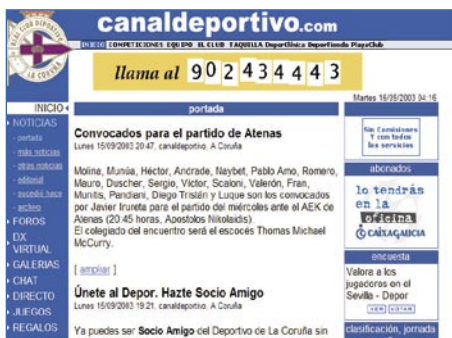 canaldeportivo.com
INICIO COMPETICIONES EQUIPO EL CLUB TAQUILLA DeporClínica DeporTienda PlayaClub
llama al 902434443
Martes 16/09/2003 04:16
INICIO
NOTICIAS
- portada
- más noticias
- otras noticias
- editorial
- sucedió hace
- archivo
FOROS
DX
VIRTUAL
GALERIAS
CHAT
DIRECTO
JUEGOS
REGALOS
portada
Convocados para el partido de Atenas
Lunes 15/09/2003 20:47, canaldeportivo. A Coruña
Molina, Munúa, Héctor, Andrade, Naybet, Pablo Amo, Romero,
Mauro, Duscher, Sergio, Víctor, Scaloni, Valerón, Fran,
Munitis, Pandiani, Diego Tristán y Luque son los convocados
por Javier Irureta para el partido del miércoles ante el AEK de
Atenas (20:45 horas, Apostolos Nikolaidis).
El colegiado del encuentro será el escocés Thomas Michael
McCurry.
[ ampliar ]
Únete al Depor. Hazte Socio Amigo
Lunes 15/09/2003 19:21, canaldeportivo. A Coruña
Ya puedes ser Socio Amigo del Deportivo de La Coruña sin
Sin Comisiones
Y con todos
los servicios
abonados
lo tendrás
en la
oficina
CAIXAGALICIA
encuesta
Valora a los
jugadores en el
Sevilla - Depor
VER VOTAR
clasificación, jornada